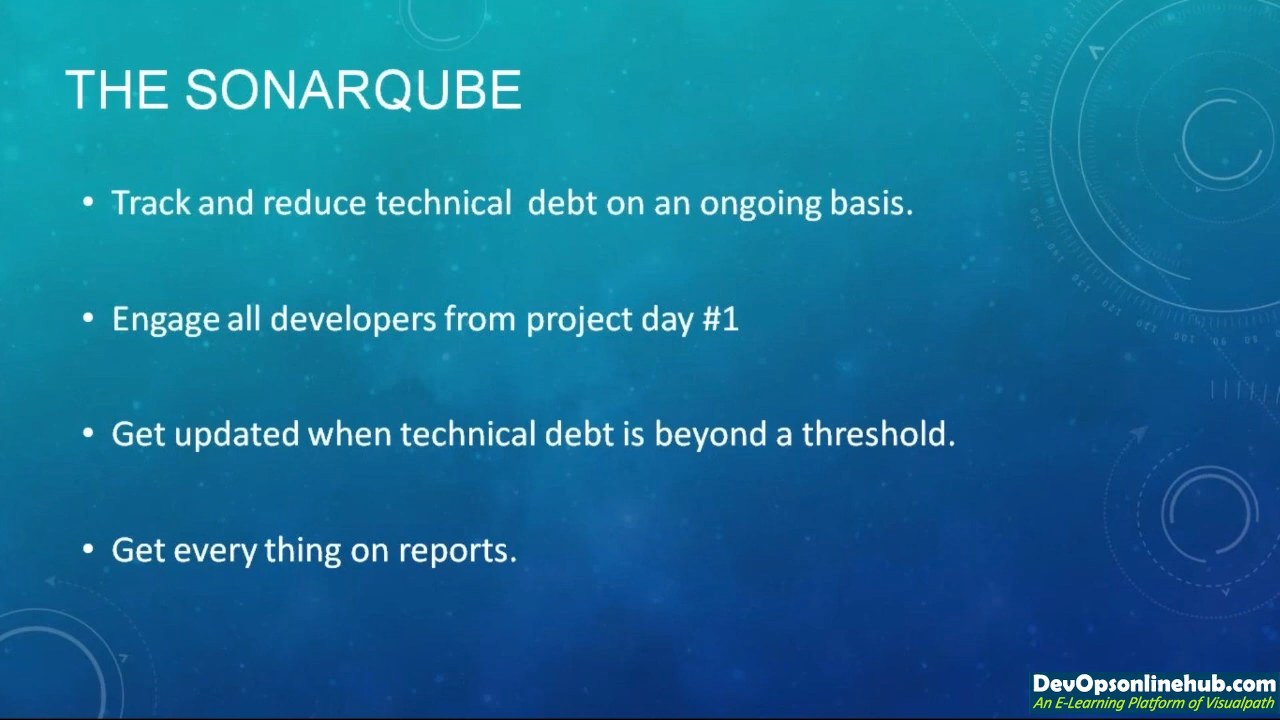 THE SONARQUBE
• Track and reduce technical debt on an ongoing basis.
• Engage all developers from project day #1
• Get updated when technical debt is beyond a threshold.
• Get every thing on reports.
DevOpsonlinehub.com
An E-Learning Platform of Visualpath